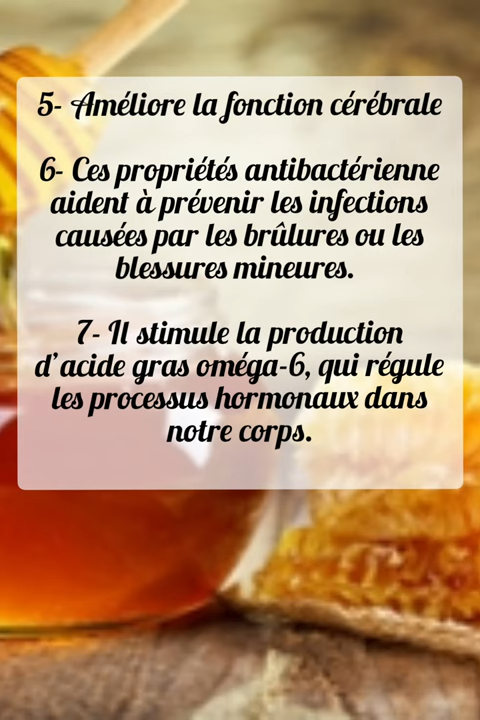 5- Améliore la fonction cérébrale
6- Ces propriétés antibactérienne
aident à prévenir les infections
causées par les brûlures ou les
blessures mineures.
7- Il stimule la production
d'acide gras oméga-6, qui régule
les processus hormonaux dans
notre corps.